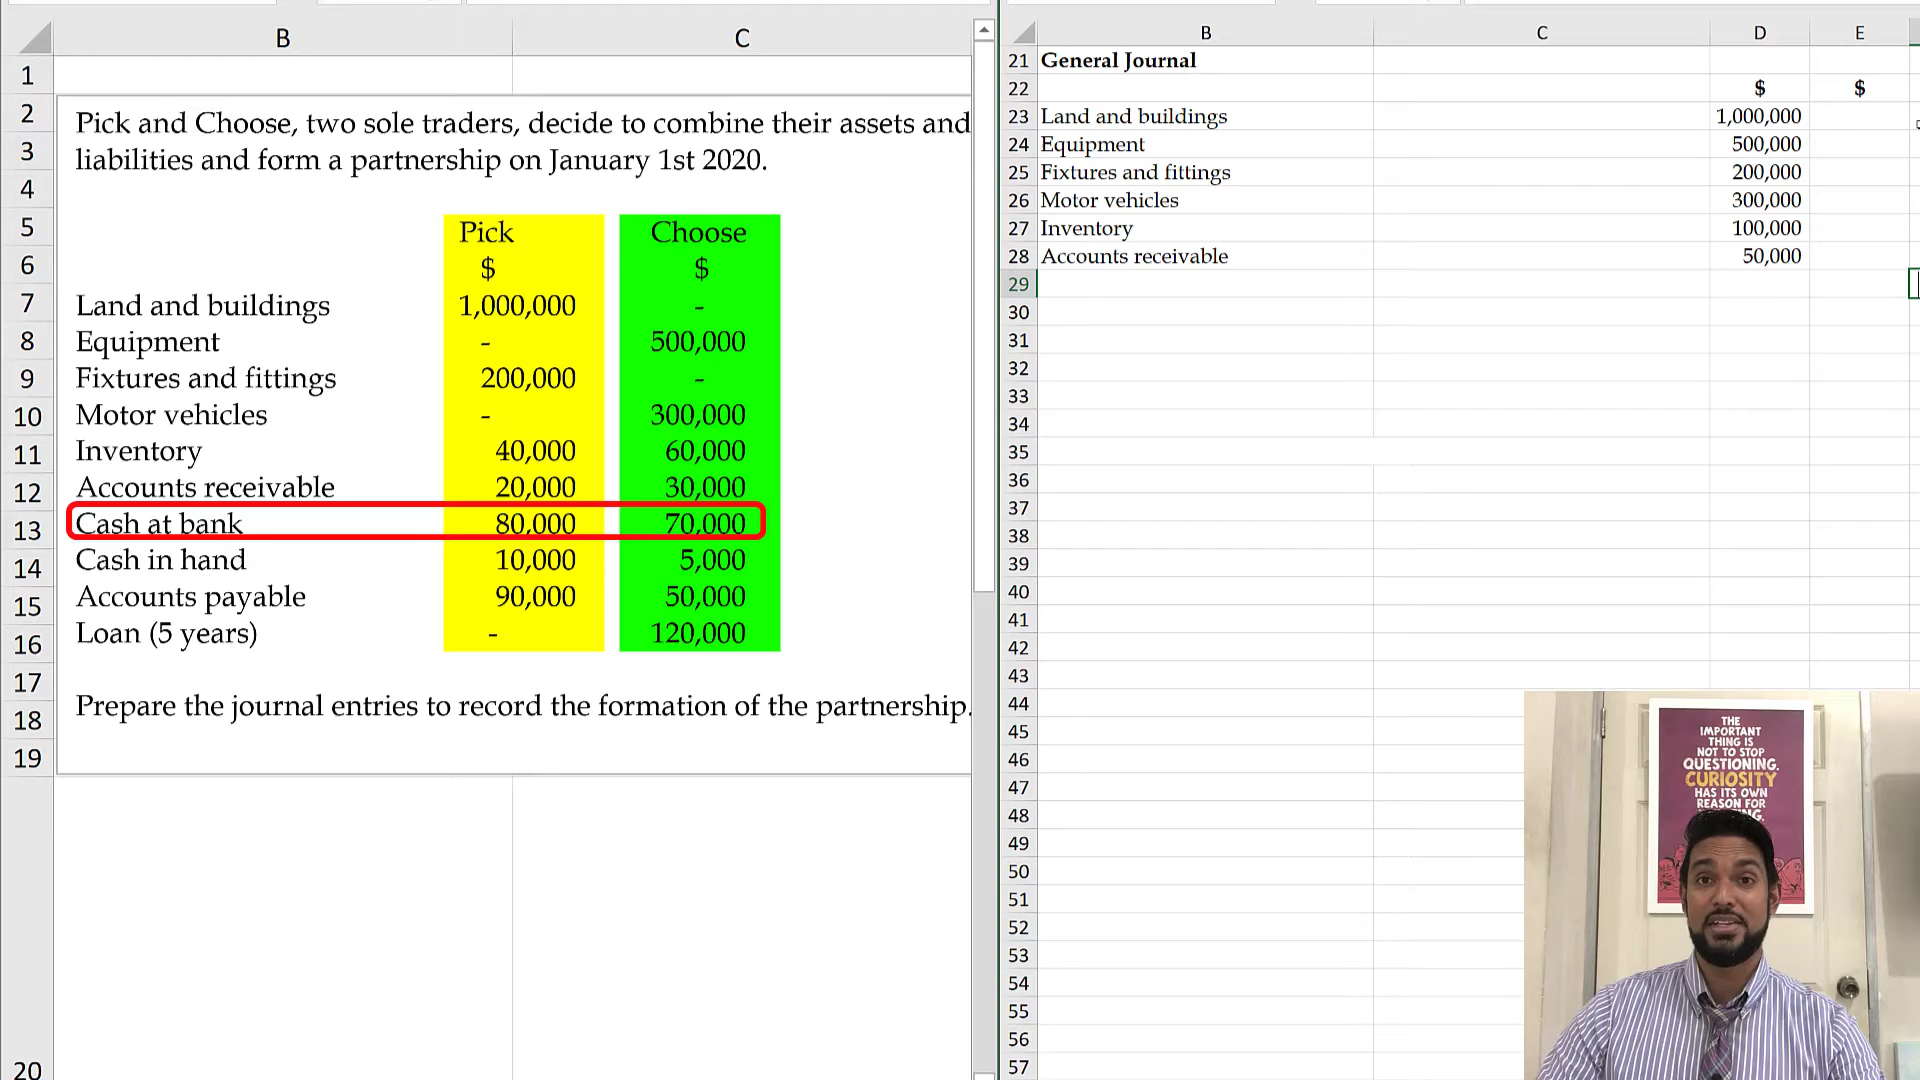 B C
1
2 Pick and Choose, two sole traders, decide to combine their assets and
3 liabilities and form a partnership on January 1st 2020.
4
5 Pick Choose
6 $ $
7 Land and buildings 1,000,000 -
8 Equipment - 500,000
9 Fixtures and fittings 200,000 -
10 Motor vehicles - 300,000
11 Inventory 40,000 60,000
12 Accounts receivable 20,000 30,000
13 Cash at bank 80,000 70,000
14 Cash in hand 10,000 5,000
15 Accounts payable 90,000 50,000
16 Loan (5 years) - 120,000
17
18 Prepare the journal entries to record the formation of the partnership.
19
20
B C D E
21 General Journal
22 $ $
23 Land and buildings 1,000,000
24 Equipment 500,000
25 Fixtures and fittings 200,000
26 Motor vehicles 300,000
27 Inventory 100,000
28 Accounts receivable 50,000
29
30
31
32
33
34
35
36
37
38
39
40
41
42
43
44
45
46
47
48
49
50
51
52
53
54
55
56
57
THE
IMPORTANT
THING IS
NOT TO STOP
QUESTIONING.
CURIOSITY
HAS ITS OWN
REASON FOR